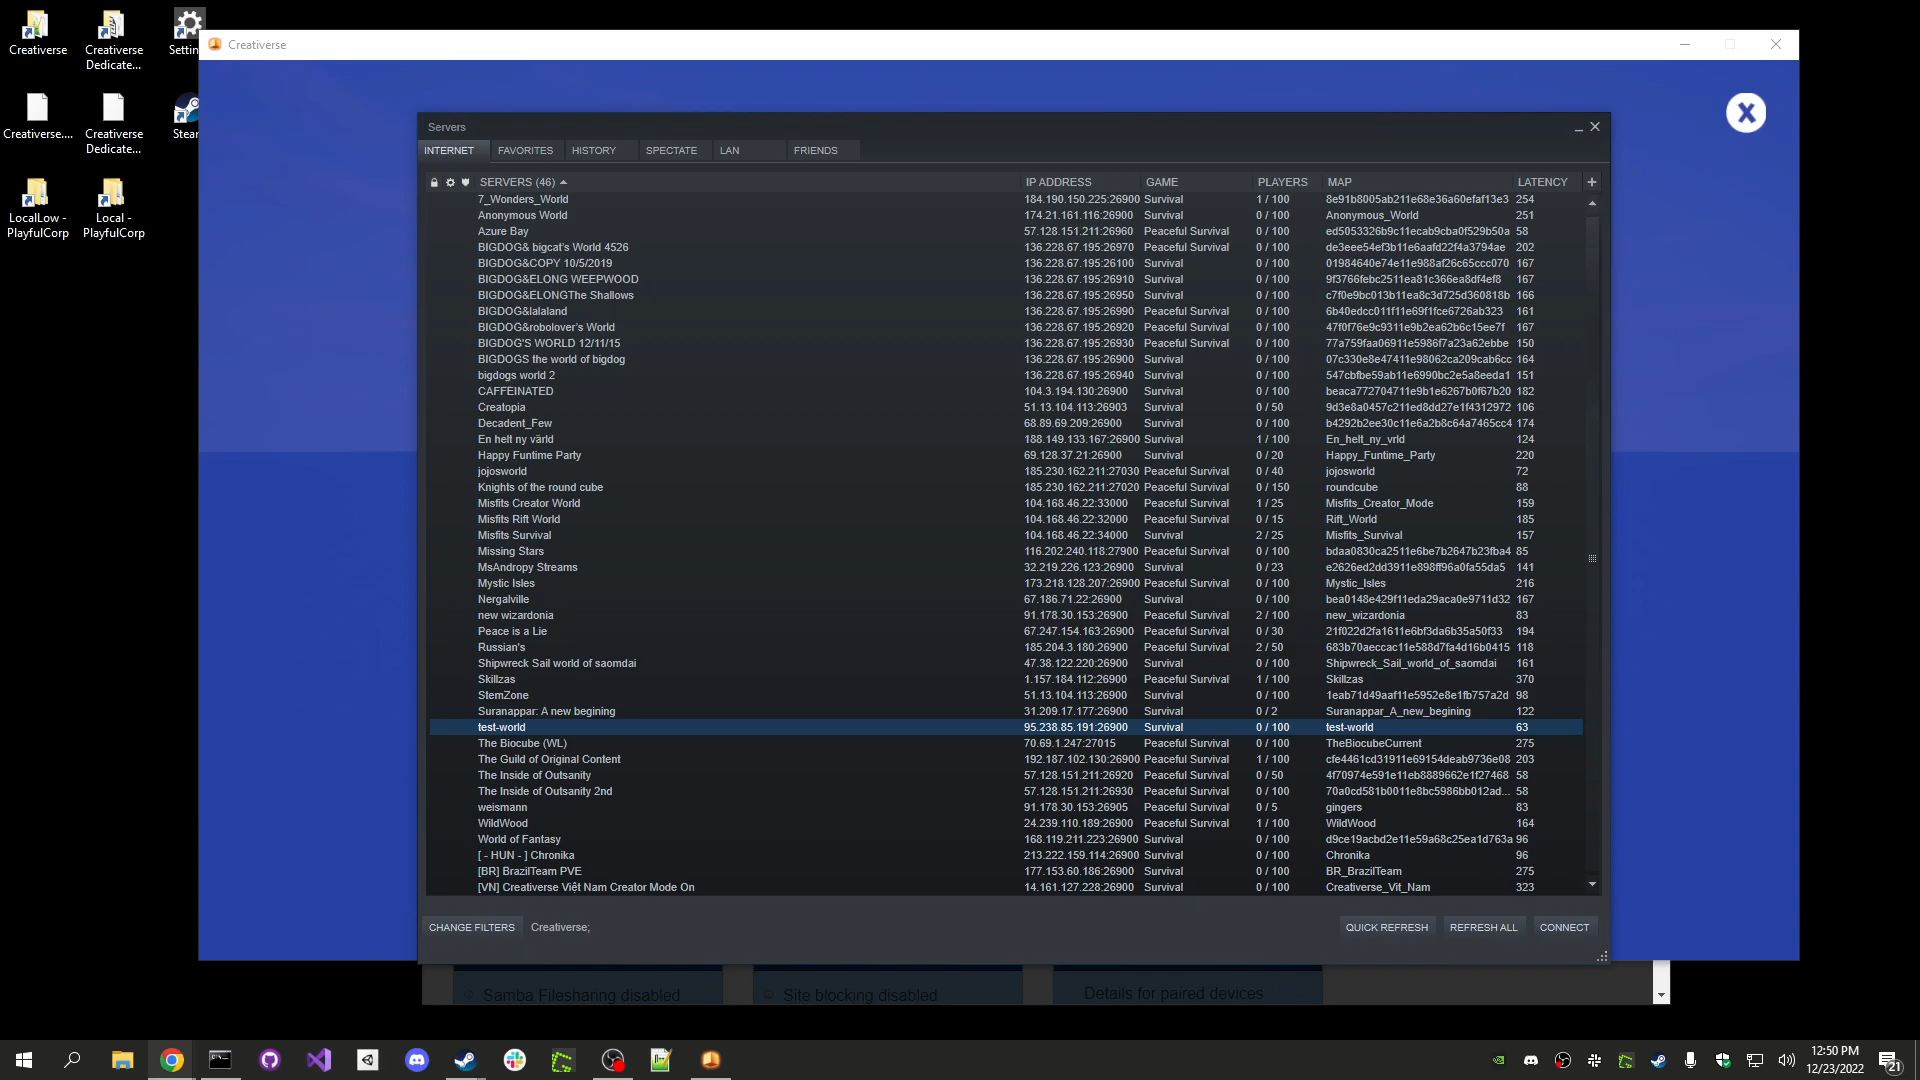 Creativerse
Creativerse
Dedicate...
Creativerse....
Creativerse
Dedicate...
LocalLow -
PlayfulCorp
Local -
PlayfulCorp
Creativerse
Servers
INTERNET FAVORITES HISTORY SPECTATE LAN FRIENDS
SERVERS (46) IP ADDRESS GAME PLAYERS MAP LATENCY
7_Wonders_World 184.190.150.225:26900 Survival 1 / 100 8e91b8005ab211e68e36a60efaf13e3 254
Anonymous World 174.21.161.116:26900 Survival 0 / 100 Anonymous_World 251
Azure Bay 57.128.151.211:26960 Peaceful Survival 0 / 100 ed5053326b9c11ecab9cba0f529b50a 58
BIGDOG& bigcat's World 4526 136.228.67.195:26970 Peaceful Survival 0 / 100 de3eee54ef3b11e6aafd22f4a3794ae 202
BIGDOG&COPY 10/5/2019 136.228.67.195:26100 Survival 0 / 100 01984640e74e11e988af26c65ccc070 167
BIGDOG&ELONG WEEPWOOD 136.228.67.195:26910 Survival 0 / 100 9f3766febc2511ea81c366ea8df4ef8 167
BIGDOG&ELONGThe Shallows 136.228.67.195:26950 Survival 0 / 100 c7f0e9bc013b11ea8c3d725d360818b 166
BIGDOG&lalaland 136.228.67.195:26990 Peaceful Survival 0 / 100 6b40edcc011f11e69f1fce6726ab323 161
BIGDOG&robolover's World 136.228.67.195:26920 Peaceful Survival 0 / 100 47f0f76e9c9311e9b2ea62b6c15ee7f 167
BIGDOG'S WORLD 12/11/15 136.228.67.195:26930 Peaceful Survival 0 / 100 77a759faa06911e5986f7a23a62ebbe 150
BIGDOGS the world of bigdog 136.228.67.195:26900 Survival 0 / 100 07c330e8e47411e98062ca209cab6cc 164
bigdogs world 2 136.228.67.195:26940 Survival 0 / 100 547cbfbe59ab11e6990bc2e5a8eeda1 151
CAFFEINATED 104.3.194.130:26900 Survival 0 / 100 beaca772704711e9b1e6267b0f67b20 182
Creatopia 51.13.104.113:26903 Survival 0 / 50 9d3e8a0457c211ed8dd27e1f4312972 106
Decadent_Few 68.89.69.209:26900 Survival 0 / 100 b4292b2ee30c11e6a2b8c64a7465cc4 174
En helt ny värld 188.149.133.167:26900 Survival 1 / 100 En_helt_ny_vrld 124
Happy Funtime Party 69.128.37.21:26900 Survival 0 / 20 Happy_Funtime_Party 220
jojosworld 185.230.162.211:27030 Peaceful Survival 0 / 40 jojosworld 72
Knights of the round cube 185.230.162.211:27020 Peaceful Survival 0 / 150 roundcube 88
Misfits Creator World 104.168.46.22:33000 Peaceful Survival 1 / 25 Misfits_Creator_Mode 159
Misfits Rift World 104.168.46.22:32000 Peaceful Survival 0 / 15 Rift_World 185
Misfits Survival 104.168.46.22:34000 Peaceful Survival 2 / 25 Misfits_Survival 157
Missing Stars 116.202.240.118:27900 Peaceful Survival 0 / 100 bdaa0830ca2511e6be7b2647b23fba4 85
MsAndropy Streams 32.219.226.123:26900 Survival 0 / 23 e2626ed2dd3911e898ff96a0fa55da5 141
Mystic Isles 173.218.128.207:26900 Peaceful Survival 0 / 100 Mystic_Isles 216
Nergalville 67.186.71.22:26900 Survival 0 / 100 bea0148e429f11eda29aca0e9711d32 167
new wizardonia 91.178.30.153:26900 Peaceful Survival 2 / 100 new_wizardonia 83
Peace is a Lie 67.247.154.163:26900 Peaceful Survival 0 / 30 21f022d2fa1611e6bf3da6b35a50f33 194
Russian's 185.204.3.180:26900 Peaceful Survival 2 / 50 683b70aeccac11e588d7fa4d16b0415 118
Shipwreck Sail world of saomdai 47.38.122.220:26900 Survival 0 / 100 Shipwreck_Sail_world_of_saomdai 161
Skillzas 1.157.184.112:26900 Peaceful Survival 1 / 100 Skillzas 370
StemZone 51.13.104.113:26900 Survival 0 / 100 1eab71d49aaf11e5952e8e1fb757a2d 98
Suranappar: A new begining 31.209.17.177:26900 Survival 0 / 2 Suranappar_A_new_begining 122
test-world 95.238.85.191:26900 Survival 0 / 100 test-world 63
The Biocube (WL) 70.69.1.247:27015 Peaceful Survival 0 / 100 TheBiocubeCurrent 275
The Guild of Original Content 192.187.102.130:26900 Peaceful Survival 1 / 100 cfe4461cd31911e69154deab9736e08 203
The Inside of Outsanity 57.128.151.211:26920 Peaceful Survival 0 / 50 4f70974e591e11eb8889662e1f27468 58
The Inside of Outsanity 2nd 57.128.151.211:26930 Peaceful Survival 0 / 100 70a0cd581b0011e8bc5986bb012ad... 58
weismann 91.178.30.153:26905 Peaceful Survival 0 / 5 gingers 83
WildWood 24.239.110.189:26900 Peaceful Survival 1 / 100 WildWood 164
World of Fantasy 168.119.211.223:26900 Survival 0 / 100 d9ce19acbd2e11e59a68c25ea1d763a 96
[ - HUN - ] Chronika 213.222.159.114:26900 Survival 0 / 100 Chronika 96
[BR] BrazilTeam PVE 177.153.60.186:26900 Survival 0 / 100 BR_BrazilTeam 275
[VN] Creativerse Việt Nam Creator Mode On 14.161.127.228:26900 Survival 0 / 100 Creativerse_Vit_Nam 323
CHANGE FILTERS Creativerse; QUICK REFRESH REFRESH ALL CONNECT
Samba Filesharing disabled Site blocking disabled Details for paired devices
12:50 PM
12/23/2022
21